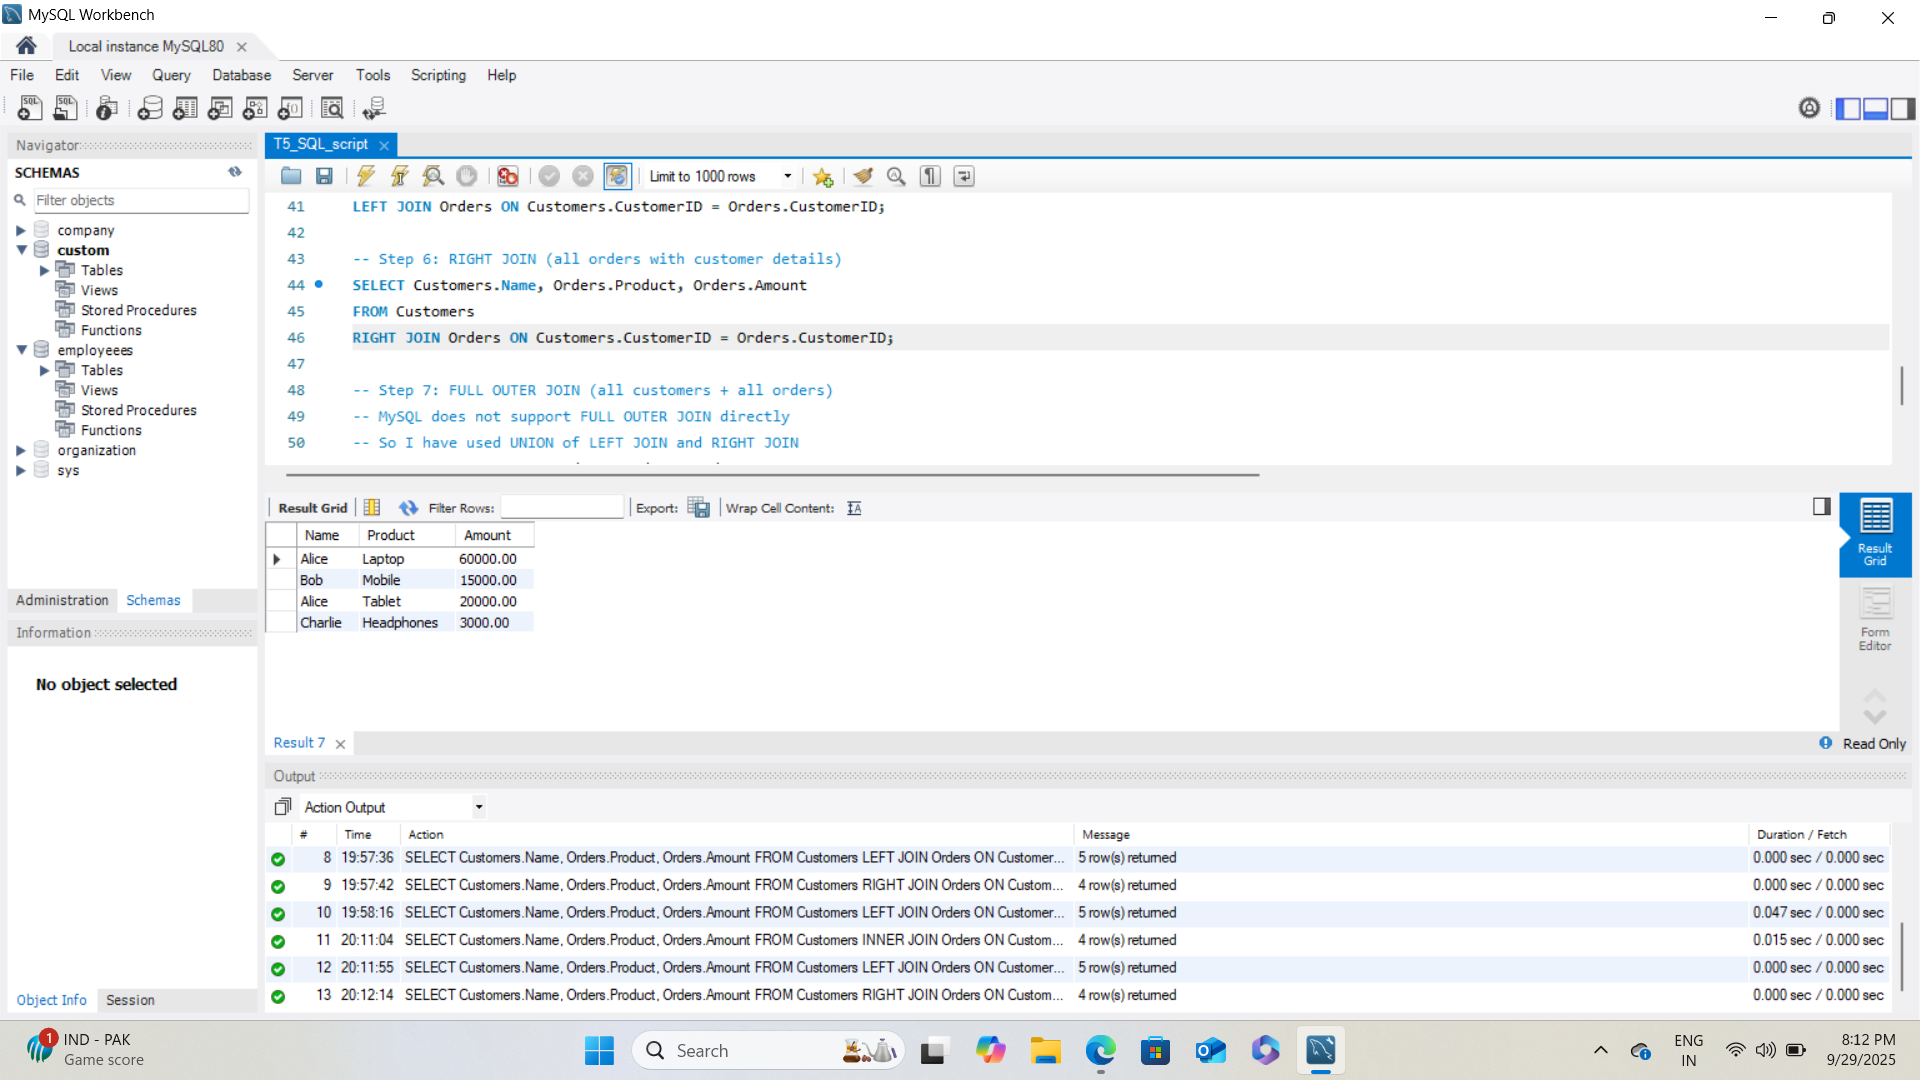 MySQL Workbench
Local instance MySQL80
File Edit View Query Database Server Tools Scripting Help
Navigator
SCHEMAS
Filter objects
company
custom
Tables
Views
Stored Procedures
Functions
employeees
Tables
Views
Stored Procedures
Functions
organization
sys
Administration Schemas
Information
No object selected
Object Info Session
T5_SQL_script
Limit to 1000 rows
41 LEFT JOIN Orders ON Customers.CustomerID = Orders.CustomerID;
42
43 -- Step 6: RIGHT JOIN (all orders with customer details)
44 SELECT Customers.Name, Orders.Product, Orders.Amount
45 FROM Customers
46 RIGHT JOIN Orders ON Customers.CustomerID = Orders.CustomerID;
47
48 -- Step 7: FULL OUTER JOIN (all customers + all orders)
49 -- MySQL does not support FULL OUTER JOIN directly
50 -- So I have used UNION of LEFT JOIN and RIGHT JOIN
Result Grid Filter Rows: Export: Wrap Cell Content:
Name Product Amount
Alice Laptop 60000.00
Bob Mobile 15000.00
Alice Tablet 20000.00
Charlie Headphones 3000.00
Result Grid
Form Editor
Result 7
Read Only
Output
Action Output
# Time Action Message Duration / Fetch
8 19:57:36 SELECT Customers.Name, Orders.Product, Orders.Amount FROM Customers LEFT JOIN Orders ON Customer... 5 row(s) returned 0.000 sec / 0.000 sec
9 19:57:42 SELECT Customers.Name, Orders.Product, Orders.Amount FROM Customers RIGHT JOIN Orders ON Custom... 4 row(s) returned 0.000 sec / 0.000 sec
10 19:58:16 SELECT Customers.Name, Orders.Product, Orders.Amount FROM Customers LEFT JOIN Orders ON Customer... 5 row(s) returned 0.047 sec / 0.000 sec
11 20:11:04 SELECT Customers.Name, Orders.Product, Orders.Amount FROM Customers INNER JOIN Orders ON Custom... 4 row(s) returned 0.015 sec / 0.000 sec
12 20:11:55 SELECT Customers.Name, Orders.Product, Orders.Amount FROM Customers LEFT JOIN Orders ON Customer... 5 row(s) returned 0.000 sec / 0.000 sec
13 20:12:14 SELECT Customers.Name, Orders.Product, Orders.Amount FROM Customers RIGHT JOIN Orders ON Custom... 4 row(s) returned 0.000 sec / 0.000 sec
1
IND - PAK
Game score
Search
ENG
IN
8:12 PM
9/29/2025